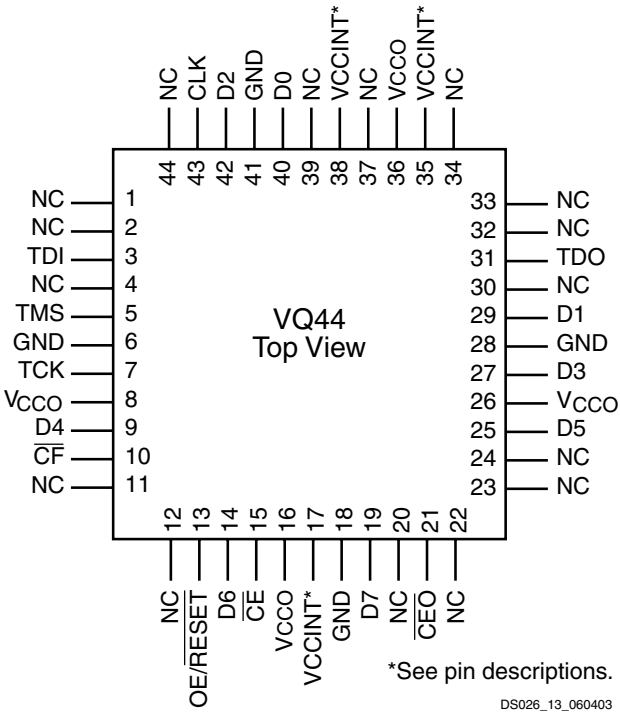 NC
CLK
D2
GND
D0
NC
VCCINT*
NC
VCCO
VCCINT*
NC
44
43
42
41
40
39
38
37
36
35
34
NC 1
NC 2
TDI 3
NC 4
TMS 5
GND 6
TCK 7
VCCO 8
D4 9
CF 10
NC 11
VQ44
Top View
33 NC
32 NC
31 TDO
30 NC
29 D1
28 GND
27 D3
26 VCCO
25 D5
24 NC
23 NC
12
13
14
15
16
17
18
19
20
21
22
NC
OE/RESET
D6
CE
VCCO
VCCINT*
GND
D7
NC
CEO
NC
*See pin descriptions.
DS026_13_060403